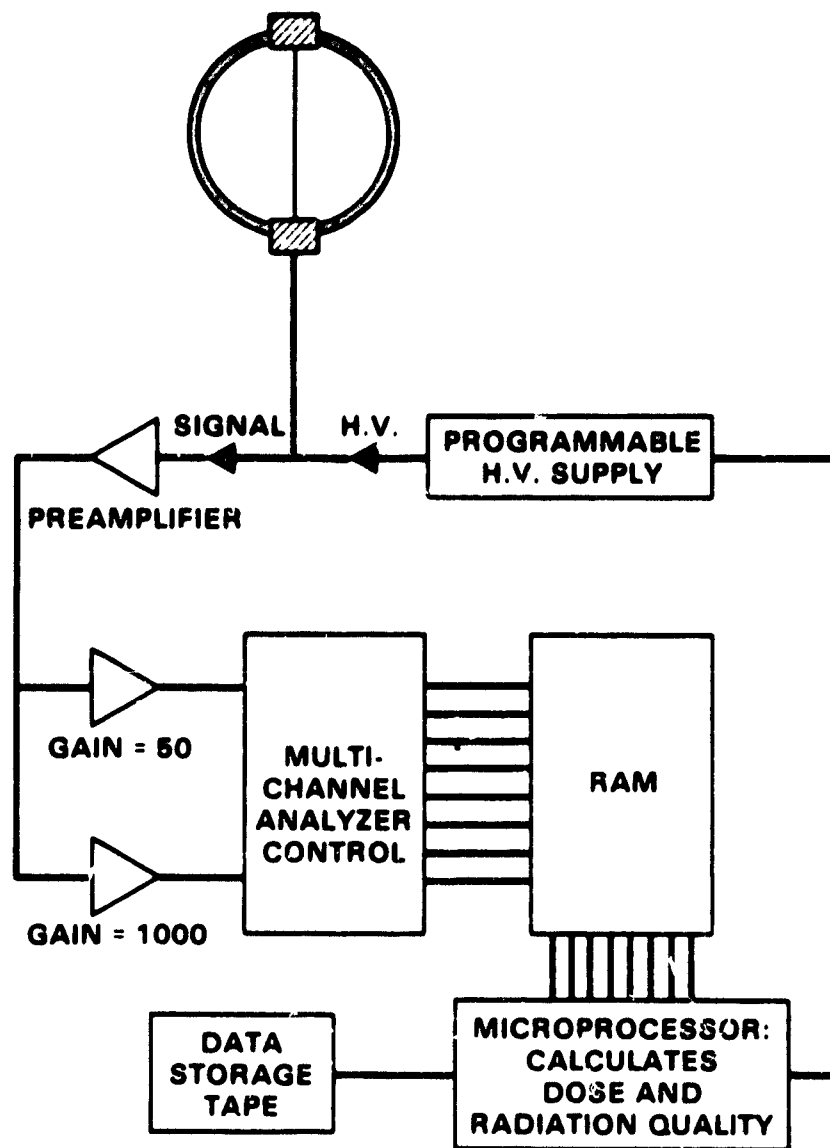 SIGNAL
H.V.
PROGRAMMABLE
H.V. SUPPLY
PREAMPLIFIER
GAIN = 50
MULTI-
CHANNEL
ANALYZER
CONTROL
RAM
GAIN = 1000
DATA
STORAGE
TAPE
MICROPROCESSOR:
CALCULATES
DOSE AND
RADIATION QUALITY